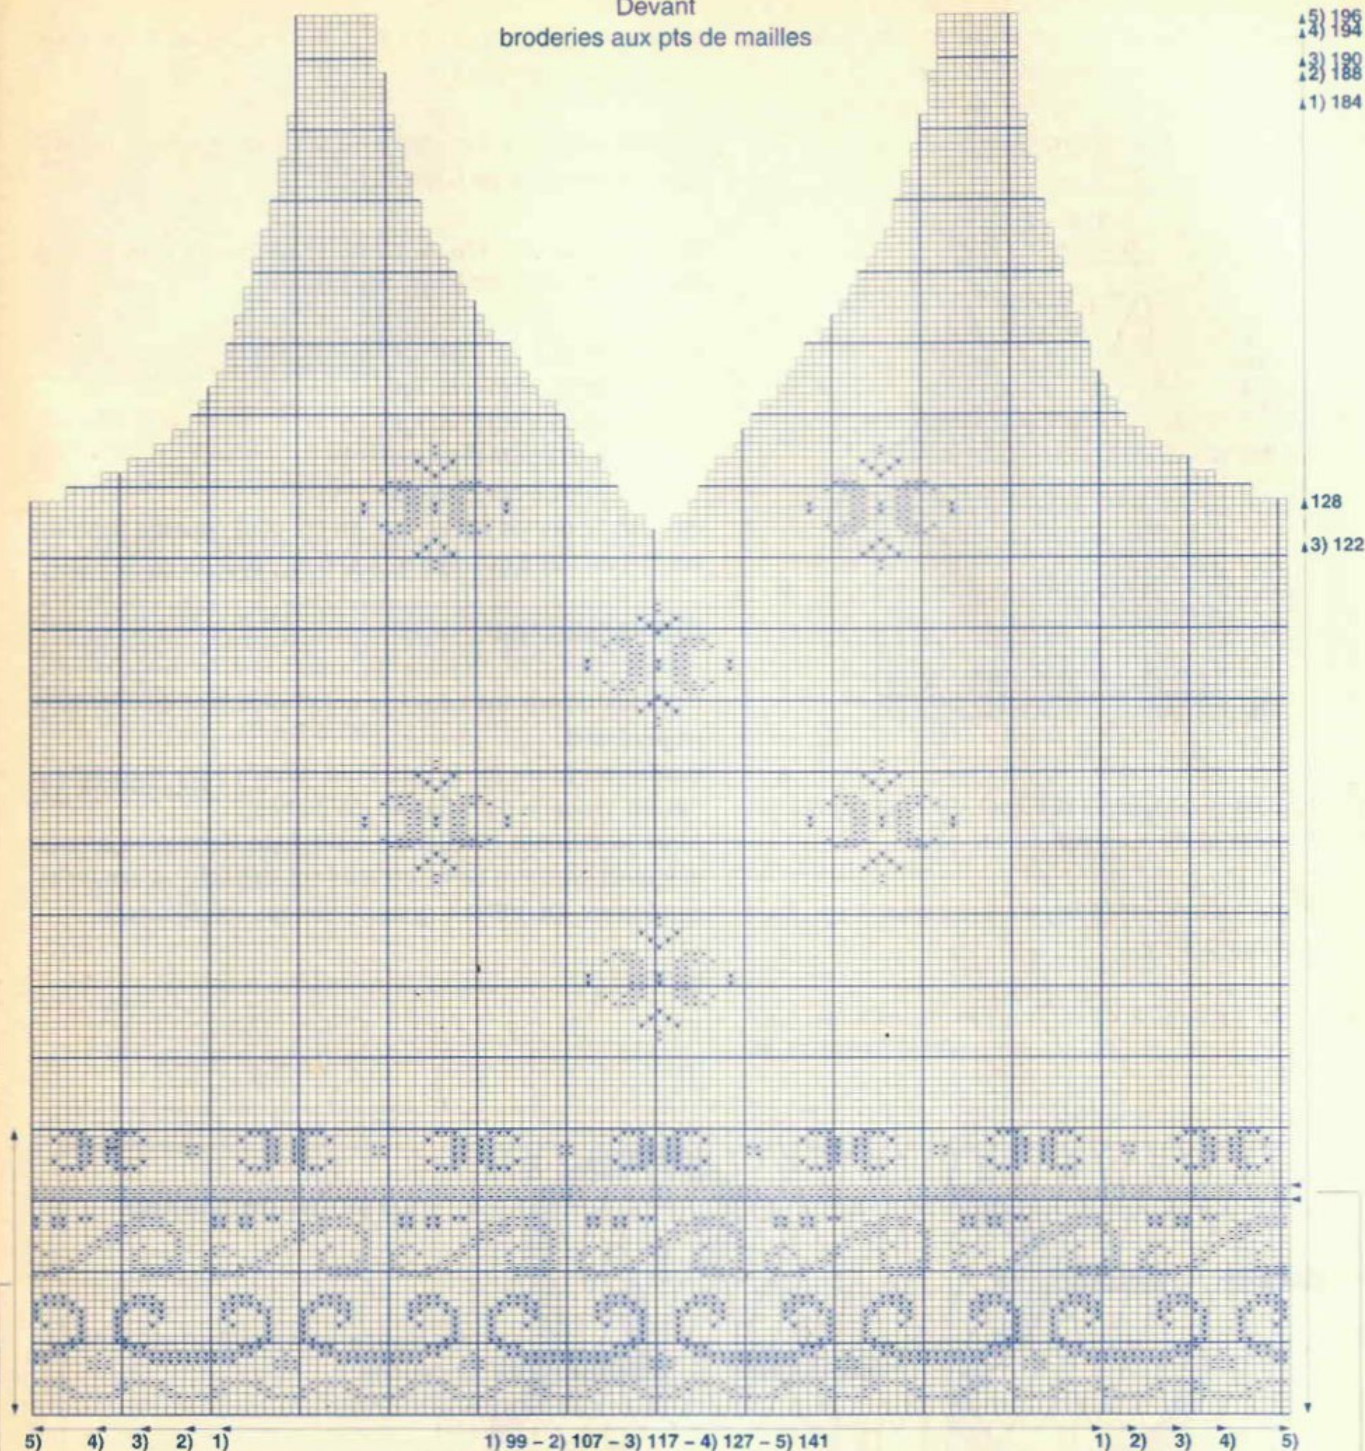 Devant
broderies aux pts de mailles
5) 196
4) 194
3) 190
2) 188
1) 184
128
3) 122
5) 4) 3) 2) 1) 1) 99 – 2) 107 – 3) 117 – 4) 127 – 5) 141 1) 2) 3) 4) 5)